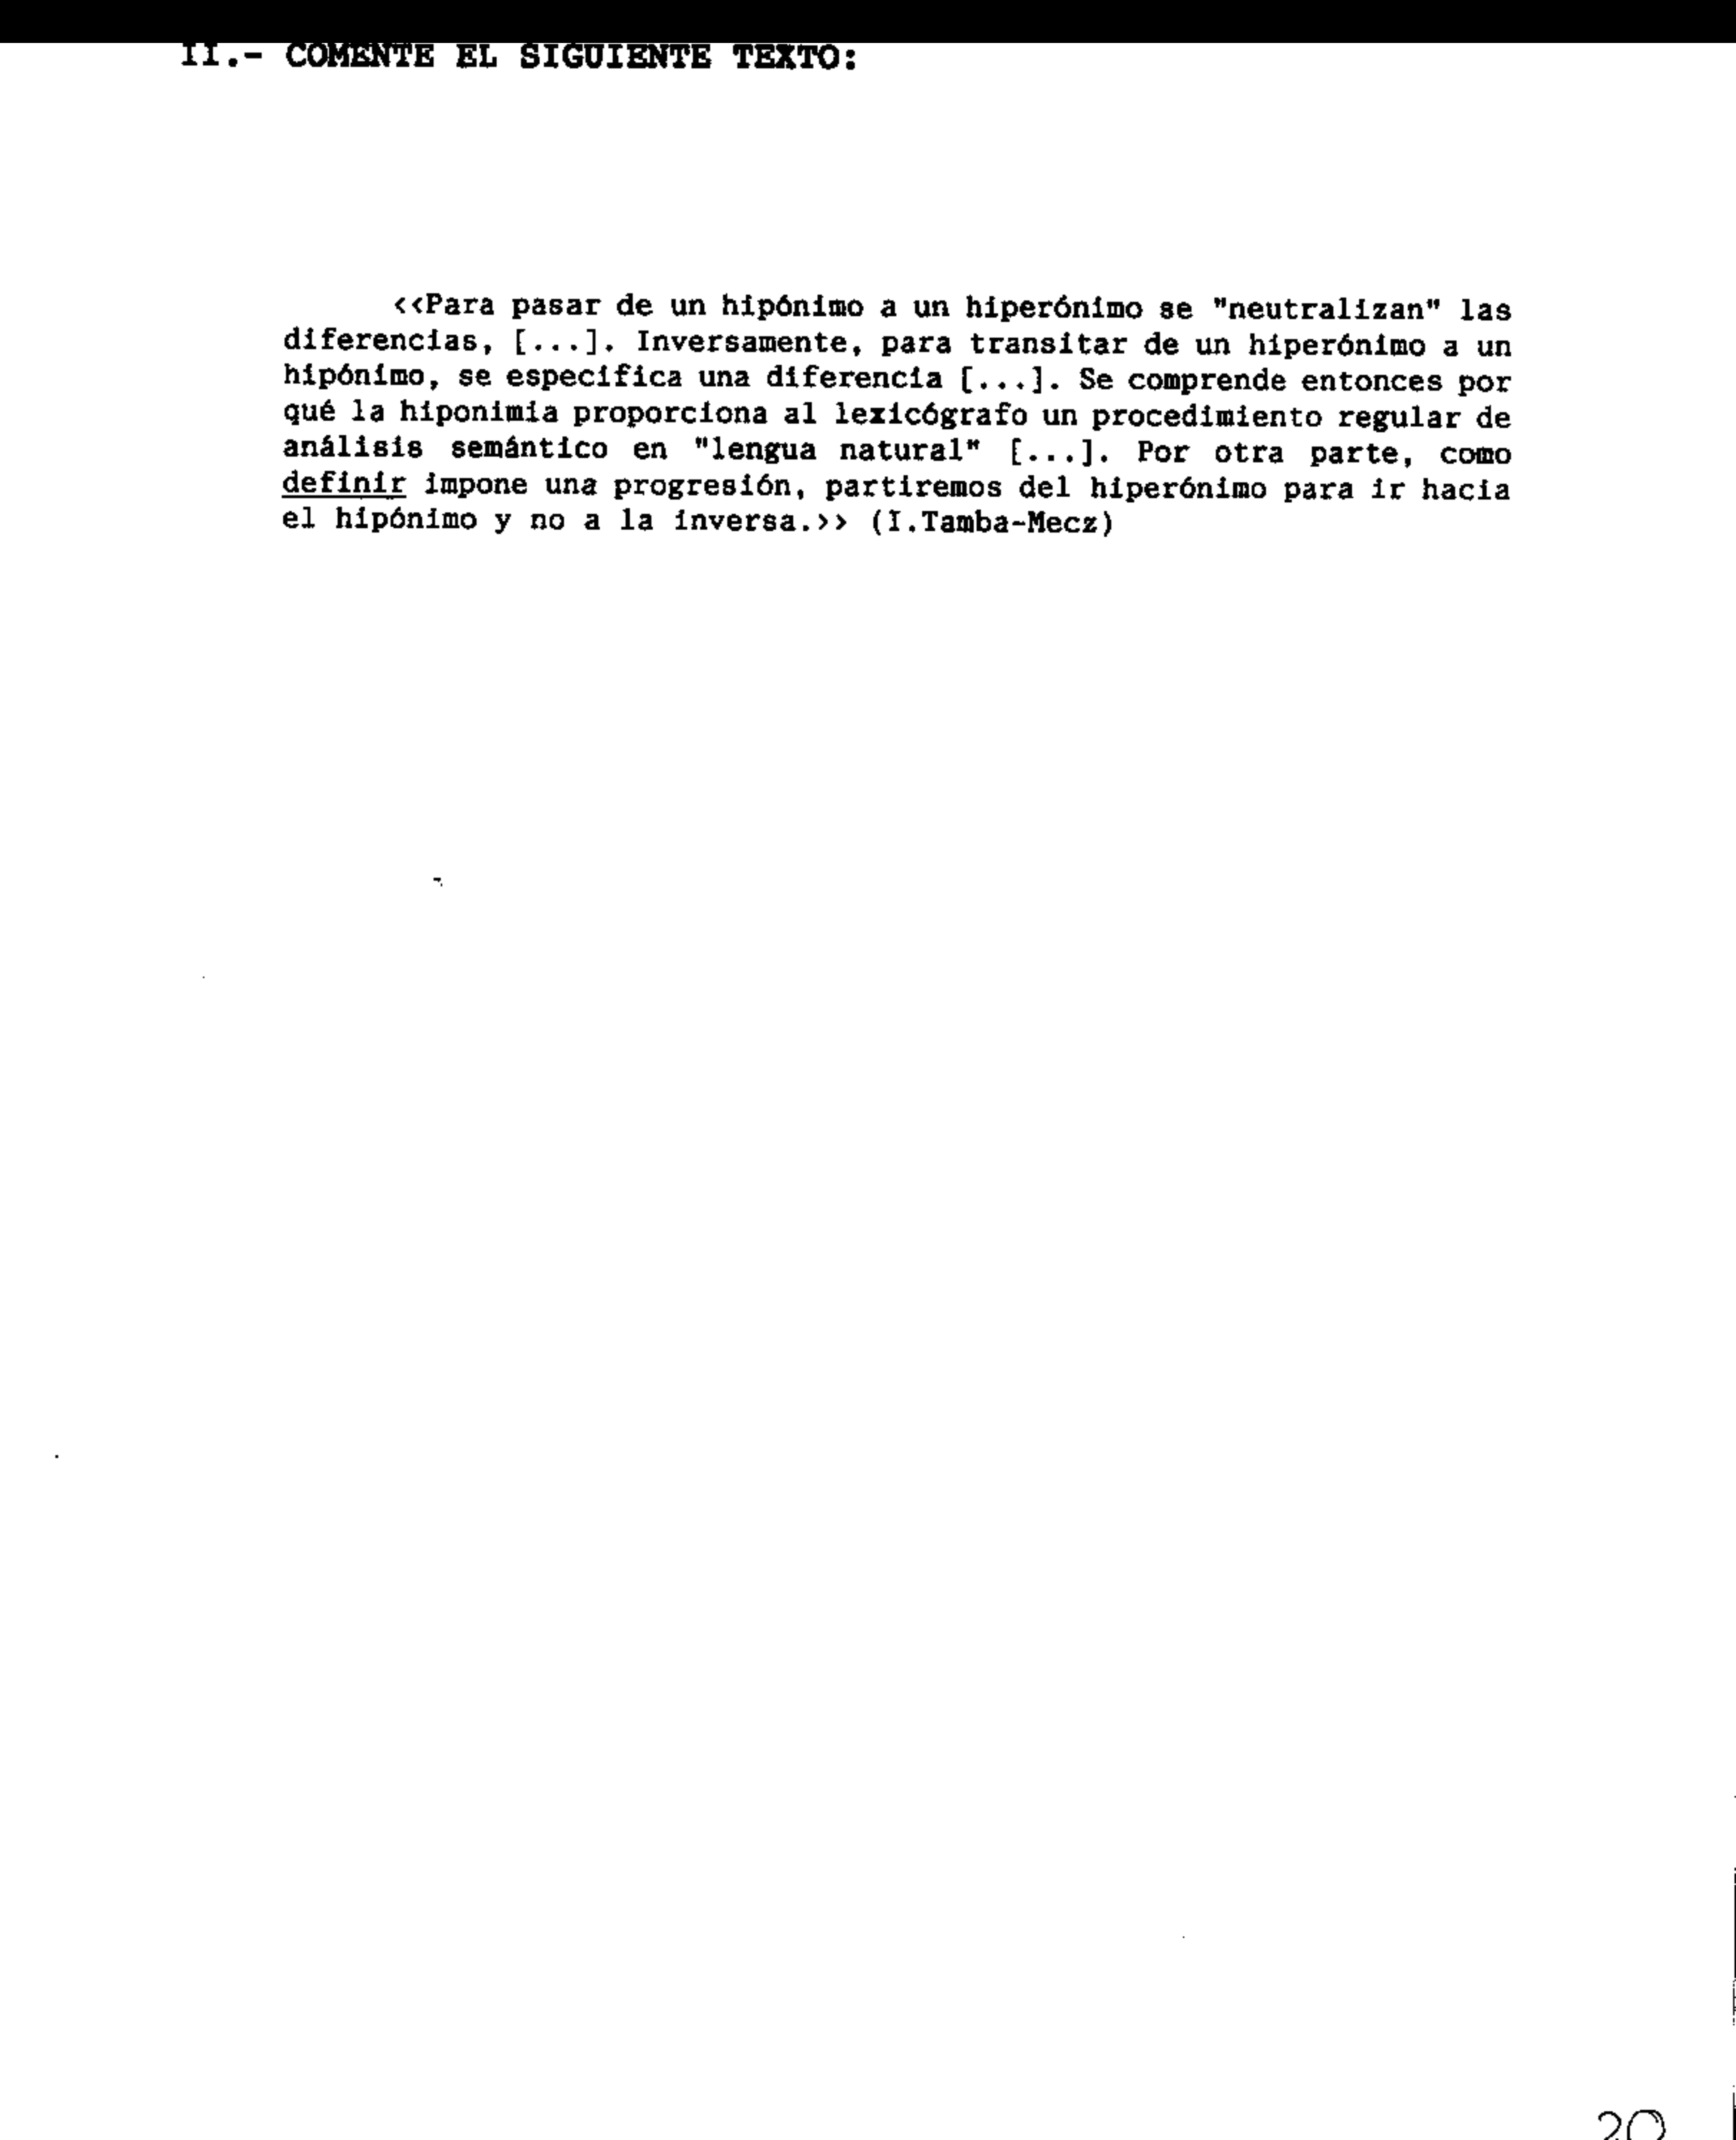 II.- COMENTE EL SIGUIENTE TEXTO:
<<Para pasar de un hipónimo a un hiperónimo se "neutralizan" las
diferencias, [...]. Inversamente, para transitar de un hiperónimo a un
hipónimo, se especifica una diferencia [...]. Se comprende entonces por
qué la hiponimia proporciona al lexicógrafo un procedimiento regular de
análisis semántico en "lengua natural" [...]. Por otra parte, como
definir impone una progresión, partiremos del hiperónimo para ir hacia
el hipónimo y no a la inversa.>> (I.Tamba-Mecz)
20